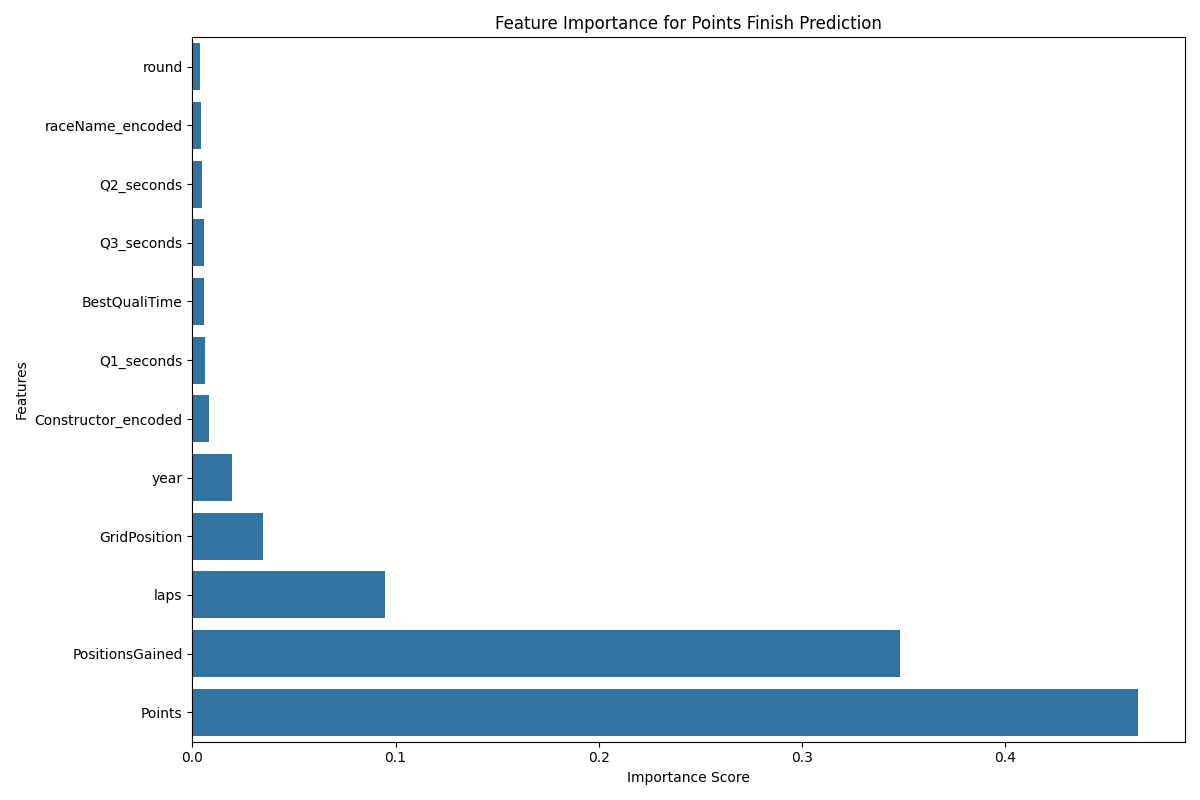 Feature Importance for Points Finish Prediction
Features
round
raceName_encoded
Q2_seconds
Q3_seconds
BestQualiTime
Q1_seconds
Constructor_encoded
year
GridPosition
laps
PositionsGained
Points
0.0 0.1 0.2 0.3 0.4
Importance Score